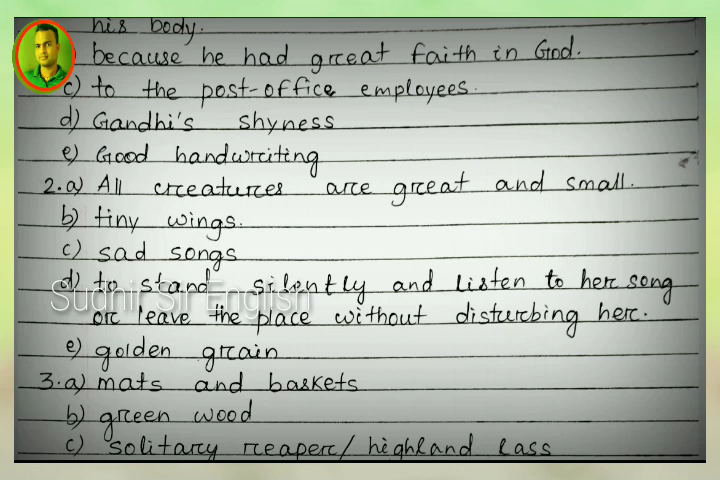 his body.
because he had great faith in God.
c) to the post-office employees.
d) Gandhi's shyness
e) Good handwriting
2.a) All creatures are great and small.
b) tiny wings.
c) sad songs
d) to stand silently and listen to her song
or leave the place without disturbing her.
Sudhir Sir English
e) golden grain
3.a) mats and baskets
b) green wood
c) solitary reaper/ highland lass